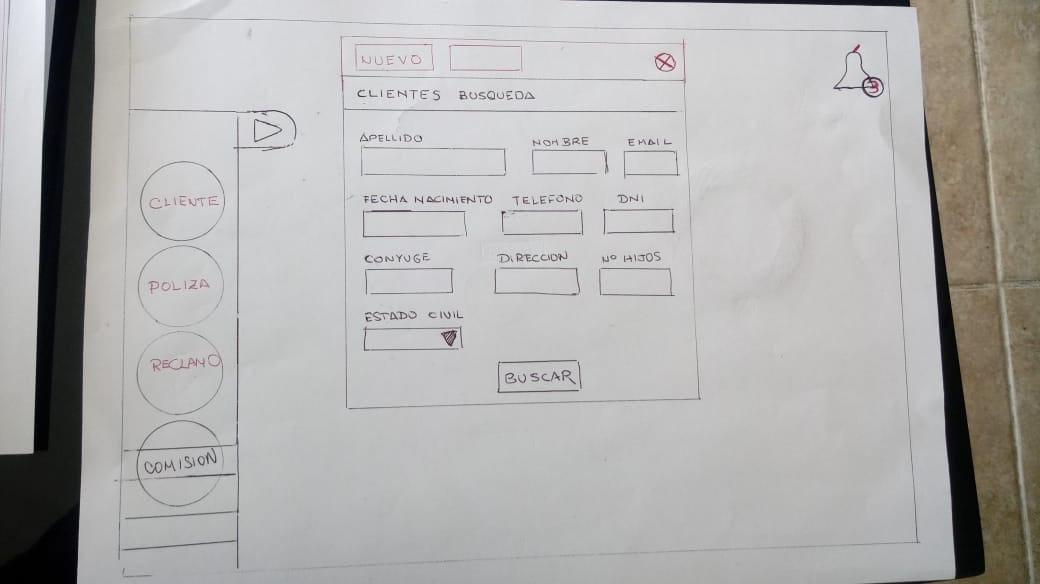 NUEVO
3
CLIENTES BUSQUEDA
APELLIDO NOMBRE EMAIL
CLIENTE
FECHA NACIMIENTO TELEFONO DNI
CONYUGE DIRECCION No HIJOS
POLIZA
ESTADO CIVIL
RECLAMO
BUSCAR
COMISION